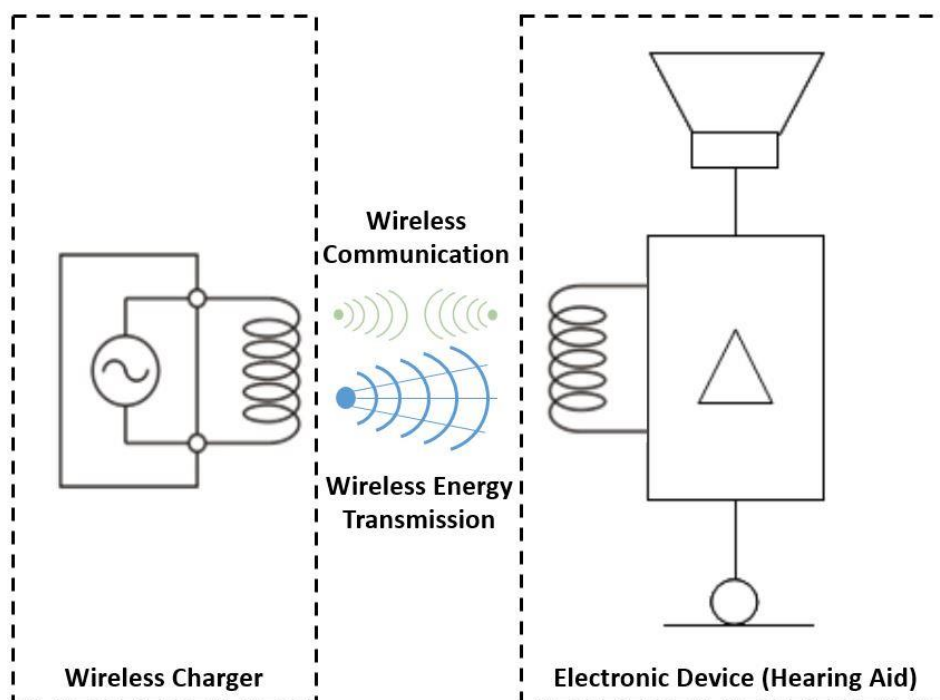 Wireless
Communication
Wireless Energy
Transmission
Wireless Charger
Electronic Device (Hearing Aid)